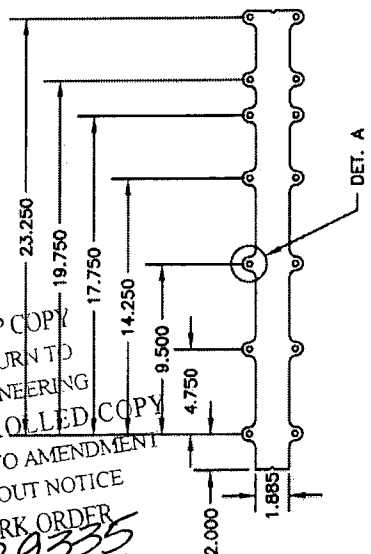 23.250
19.750
17.750
14.250
9.500
4.750
2.000
1.885
DET. A
COPY
URN TO
NEERING
OLLED COPY
O AMENDMENT
OUT NOTICE
RK ORDER